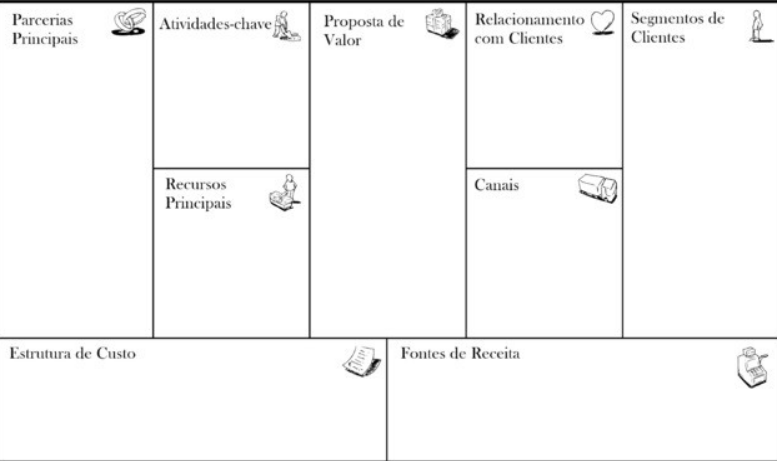 Parcerias
Principais
Atividades-chave
Recursos
Principais
Proposta de
Valor
Relacionamento
com Clientes
Canais
Segmentos de
Clientes
Estrutura de Custo
Fontes de Receita